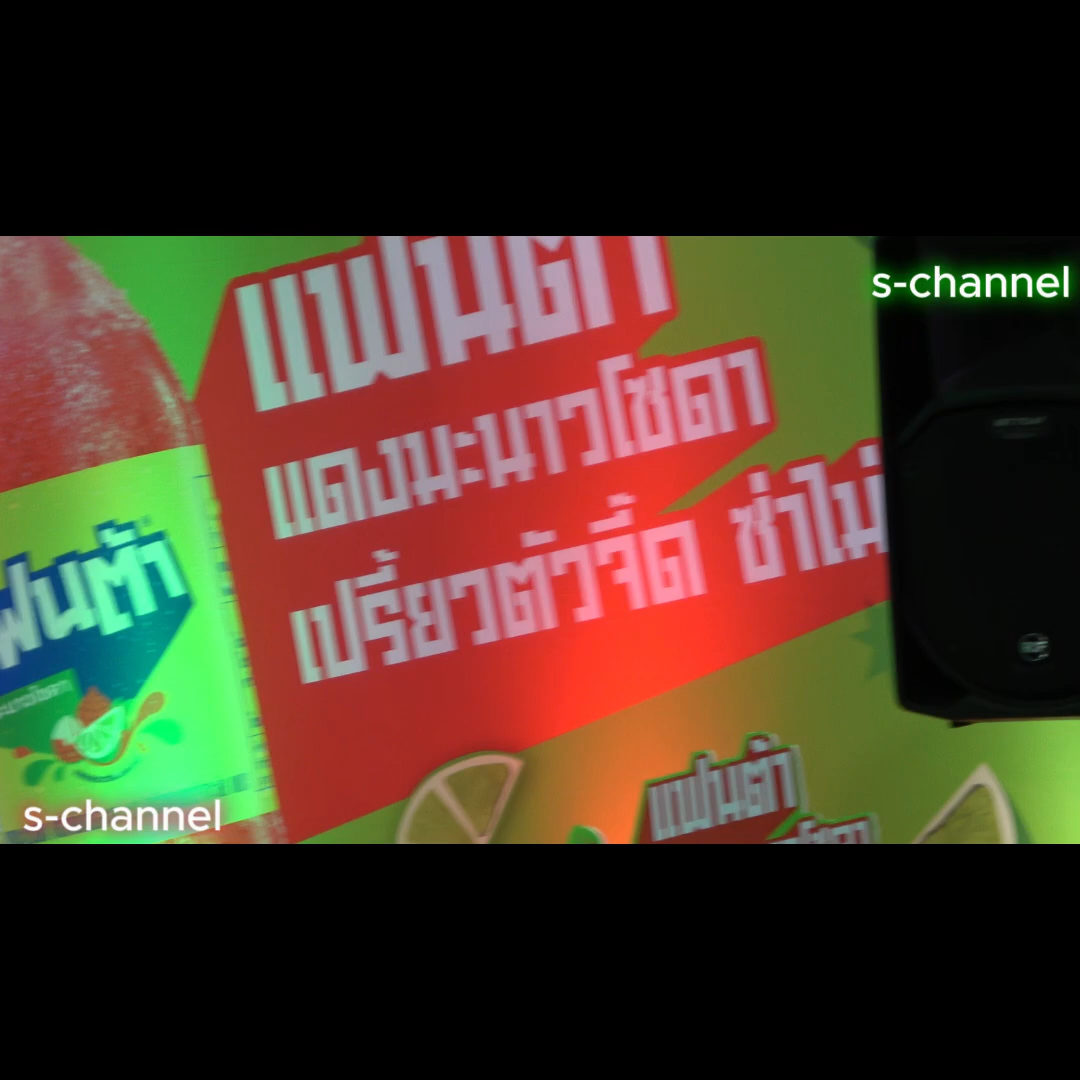 s-channel
แฟนต้า
แดงมะนาวโซดา
เปรี้ยวตัวจี๊ด ซ่าไม่
แฟนต้า
แฟนต้า
s-channel